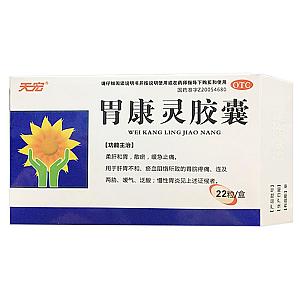 天宏
请仔细阅读说明书并按说明使用或在药师指导下购买和使用
国药准字Z20054680
OTC
胃康灵胶囊
WEI KANG LING JIAO NANG
【功能主治】
柔肝和胃,散瘀,缓急止痛。
用于肝胃不和、瘀血阻络所致的胃脘疼痛、连及
两胁、嗳气、泛酸;慢性胃炎见上述证候者。
22粒/盒